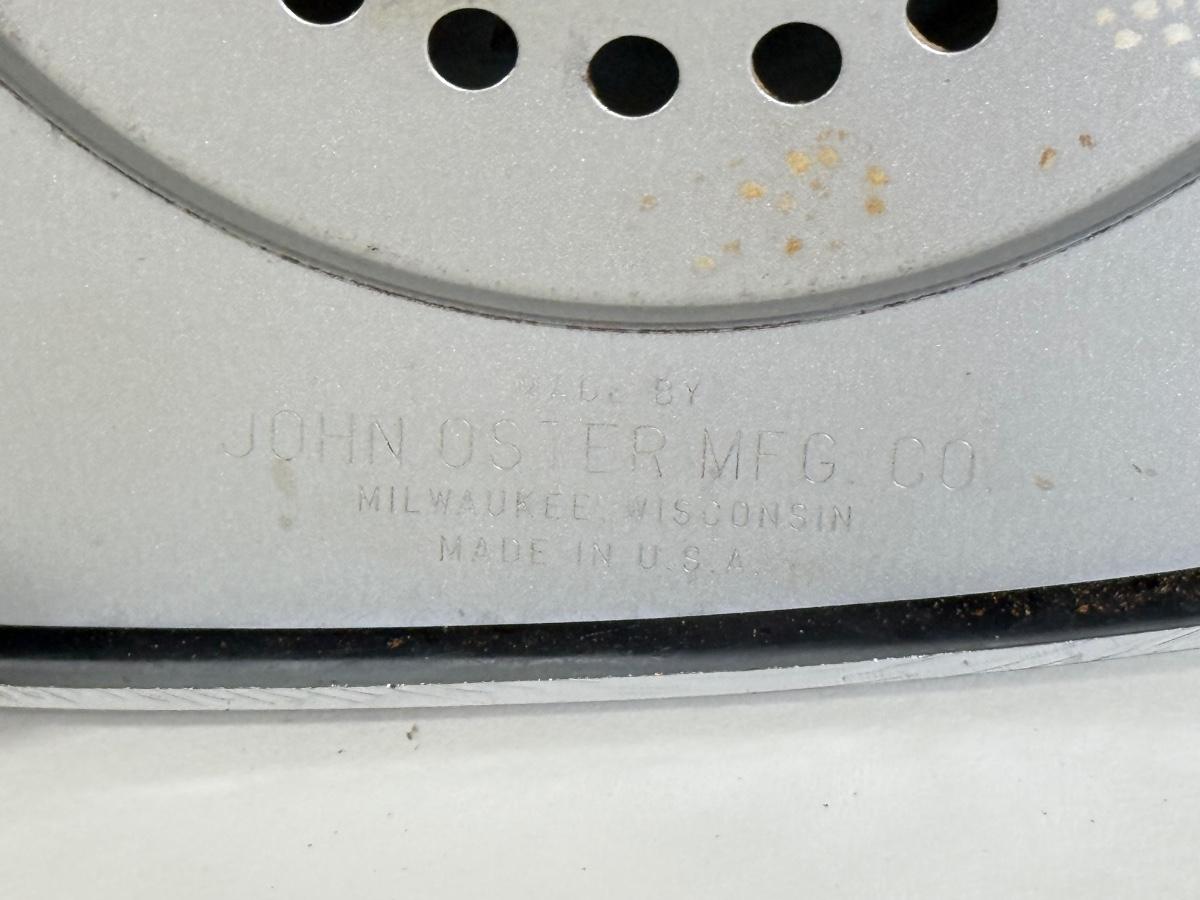 MADE BY
JOHN OSTER MFG. CO.
MILWAUKEE, WISCONSIN
MADE IN U.S.A.